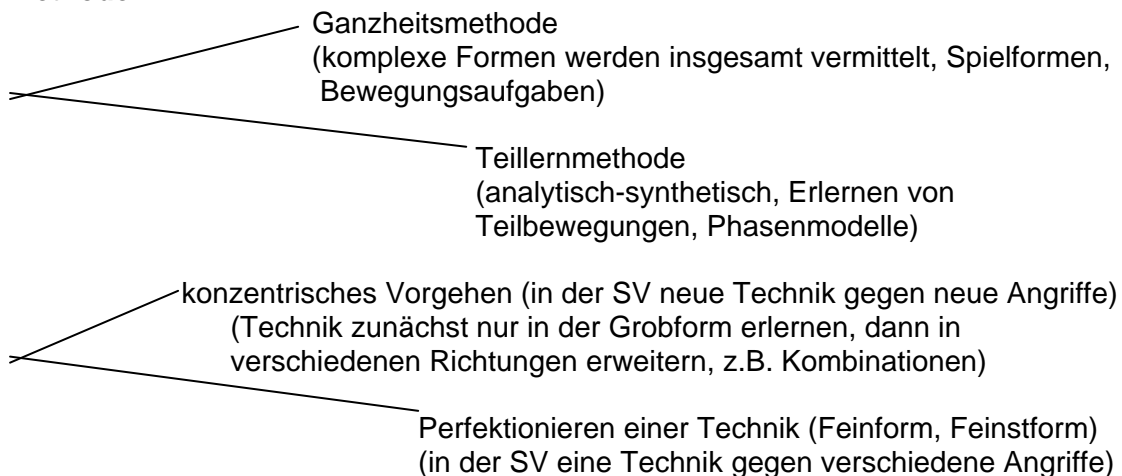 Ganzheitsmethode
(komplexe Formen werden insgesamt vermittelt, Spielformen,
Bewegungsaufgaben)
Teillernmethode
(analytisch-synthetisch, Erlernen von
Teilbewegungen, Phasenmodelle)
konzentrisches Vorgehen (in der SV neue Technik gegen neue Angriffe)
(Technik zunächst nur in der Grobform erlernen, dann in
verschiedenen Richtungen erweitern, z.B. Kombinationen)
Perfektionieren einer Technik (Feinform, Feinstform)
(in der SV eine Technik gegen verschiedene Angriffe)